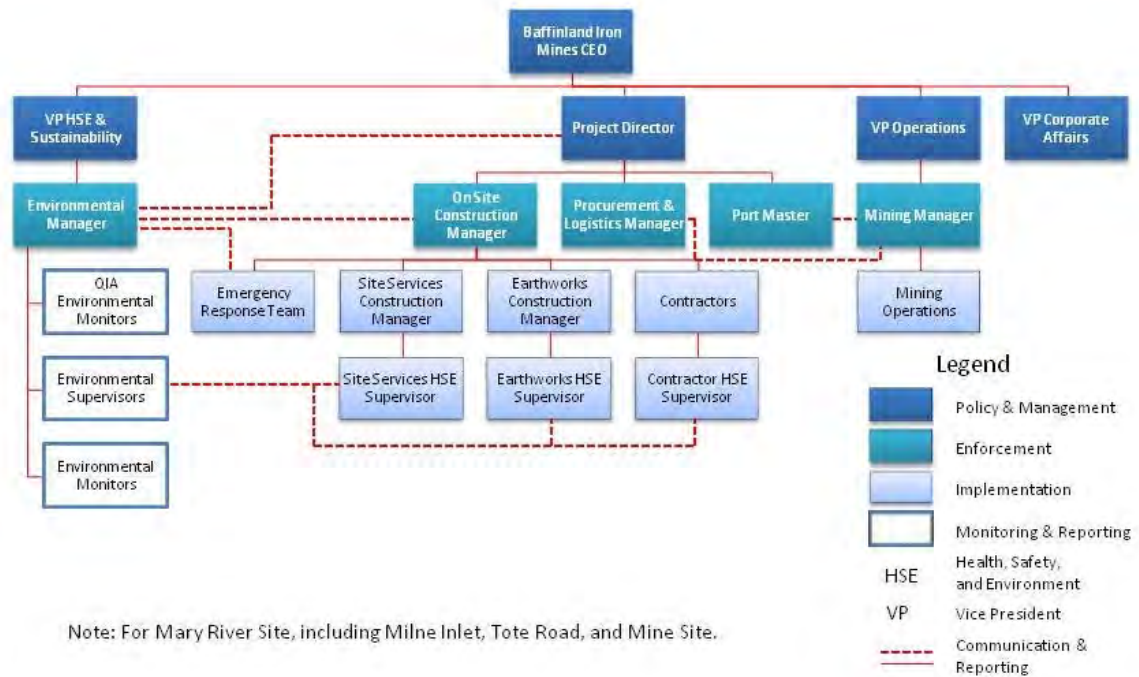 Baffinland Iron
Mines CEO
VP HSE &
Sustainability
Project Director
VP Operations
VP Corporate
Affairs
Environmental
Manager
On Site
Construction
Manager
Procurement &
Logistics Manager
Port Master
Mining Manager
QIA
Environmental
Monitors
Emergency
Response Team
Site Services
Construction
Manager
Earthworks
Construction
Manager
Contractors
Mining
Operations
Environmental
Supervisors
Site Services HSE
Supervisor
Earthworks HSE
Supervisor
Contractor HSE
Supervisor
Environmental
Monitors
Legend
Policy & Management
Enforcement
Implementation
Monitoring & Reporting
HSE Health, Safety,
and Environment
VP Vice President
Communication &
Reporting
Note: For Mary River Site, including Milne Inlet, Tote Road, and Mine Site.